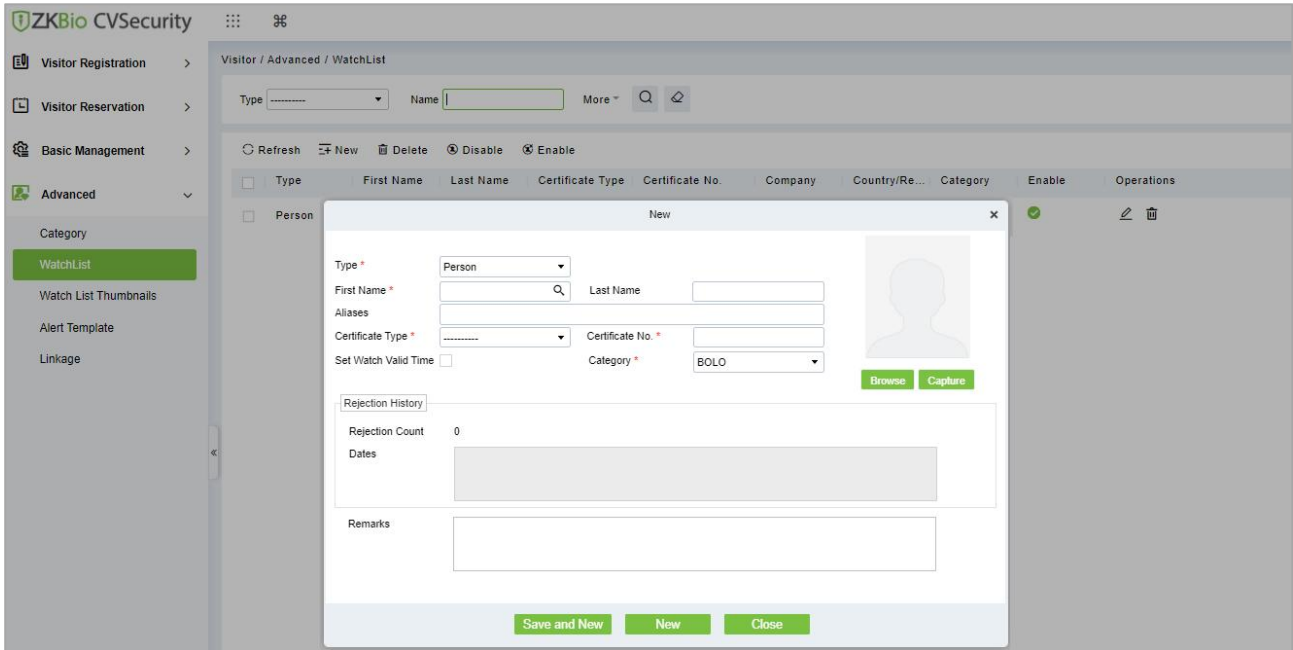 ZKBio CVSecurity
Visitor Registration
Visitor Reservation
Basic Management
Advanced
Category
WatchList
Watch List Thumbnails
Alert Template
Linkage
Visitor / Advanced / WatchList
Type ---------- Name More
Refresh New Delete Disable Enable
Type First Name Last Name Certificate Type Certificate No. Company Country/Re... Category Enable Operations
Person
New
Type * Person
First Name * Last Name
Aliases
Certificate Type * ---------- Certificate No. *
Set Watch Valid Time Category * BOLO
Browse Capture
Rejection History
Rejection Count 0
Dates
Remarks
Save and New New Close